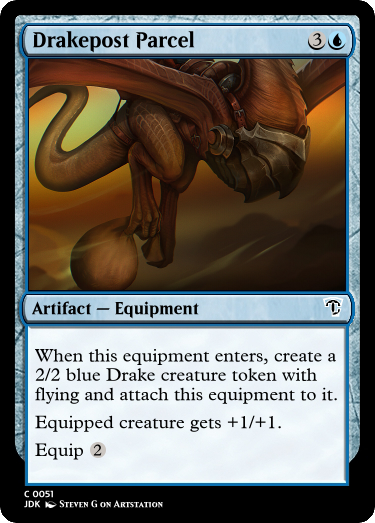 Drakepost Parcel 3
Artifact — Equipment
When this equipment enters, create a
2/2 blue Drake creature token with
flying and attach this equipment to it.
Equipped creature gets +1/+1.
Equip 2
C 0051
JDK Steven G on Artstation